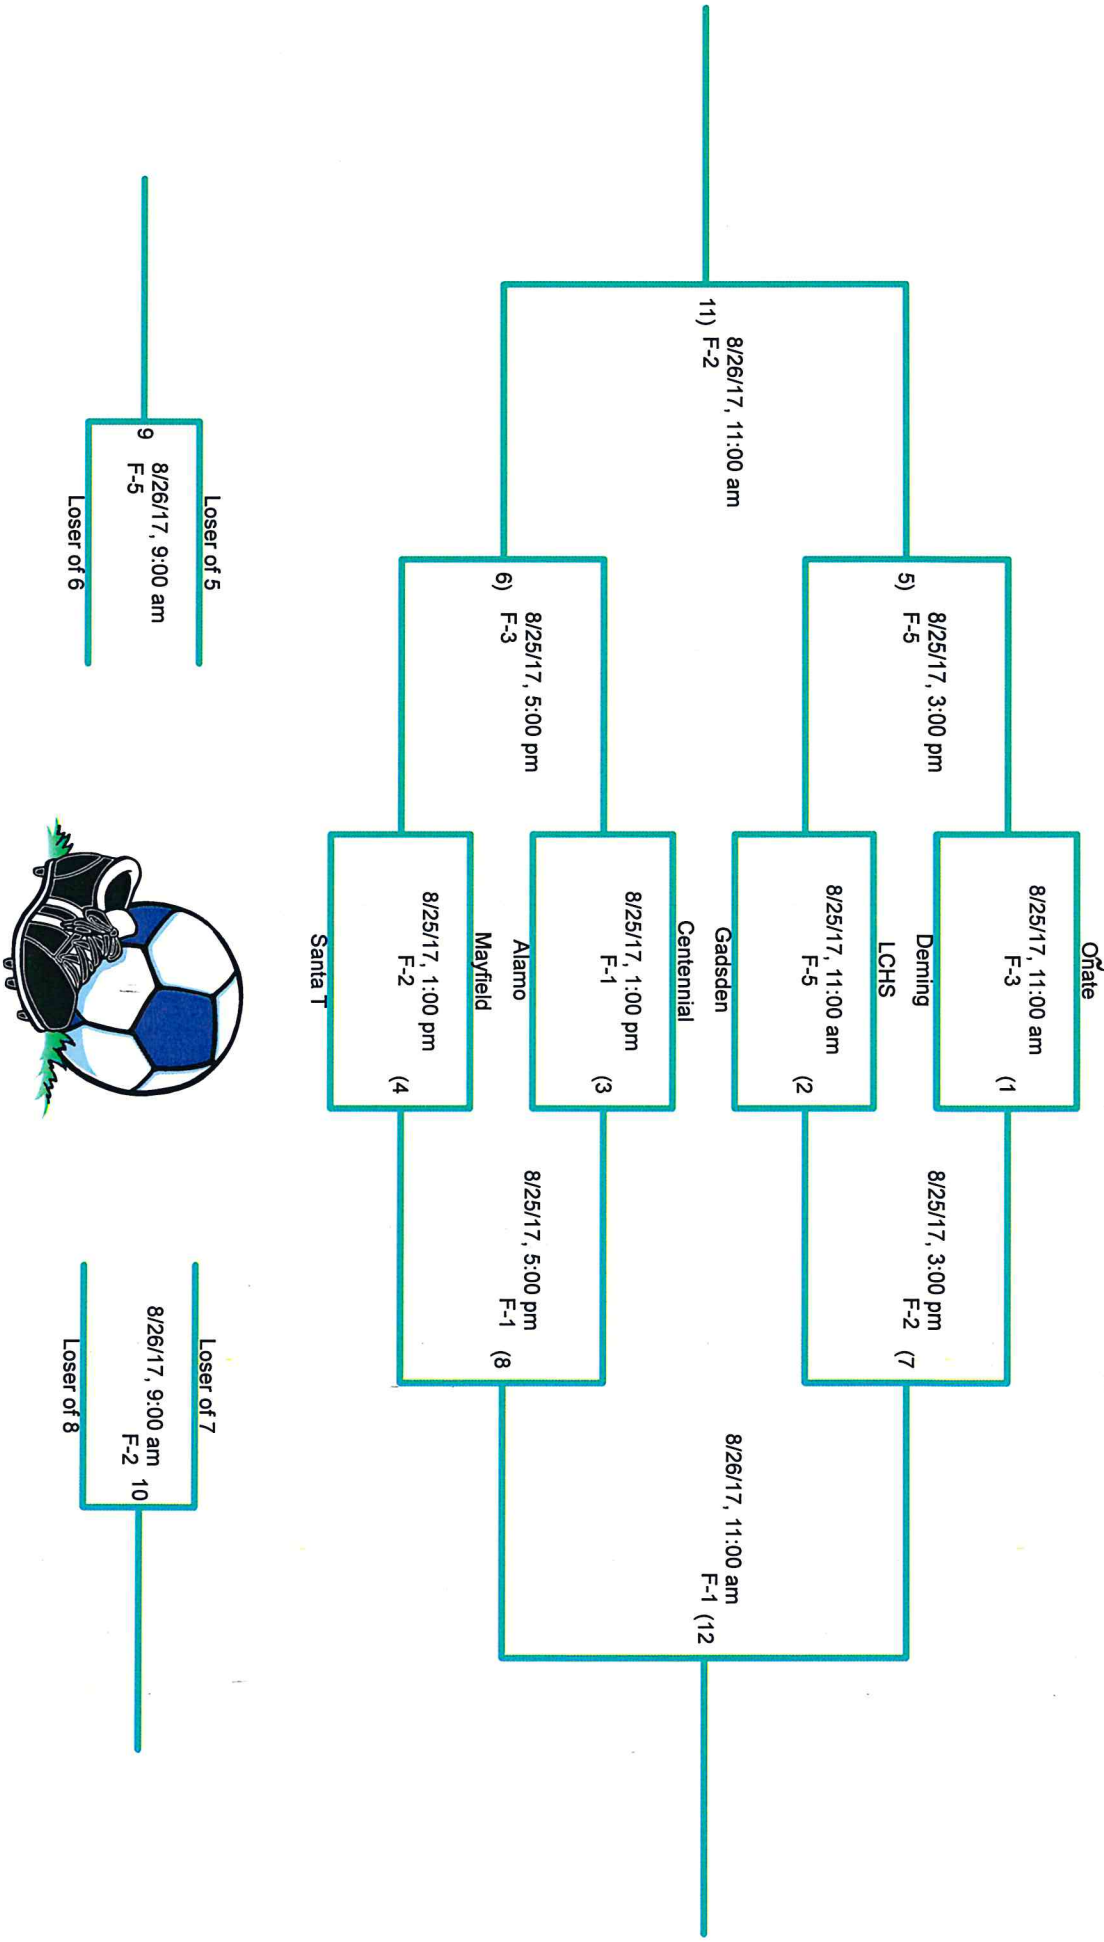 Oñate
8/25/17, 11:00 am
F-3
(1
Deming
LCHS
8/25/17, 11:00 am
F-5
(2
Gadsden
Centennial
8/25/17, 1:00 pm
F-1
(3
Alamo
Mayfield
8/25/17, 1:00 pm
F-2
(4
Santa T
8/25/17, 3:00 pm
5) F-5
8/25/17, 5:00 pm
6) F-3
8/25/17, 3:00 pm
F-2 (7
8/25/17, 5:00 pm
F-1 (8
8/26/17, 11:00 am
11) F-2
8/26/17, 11:00 am
F-1 (12
Loser of 5
9 8/26/17, 9:00 am
F-5
Loser of 6
Loser of 7
8/26/17, 9:00 am
F-2 10
Loser of 8